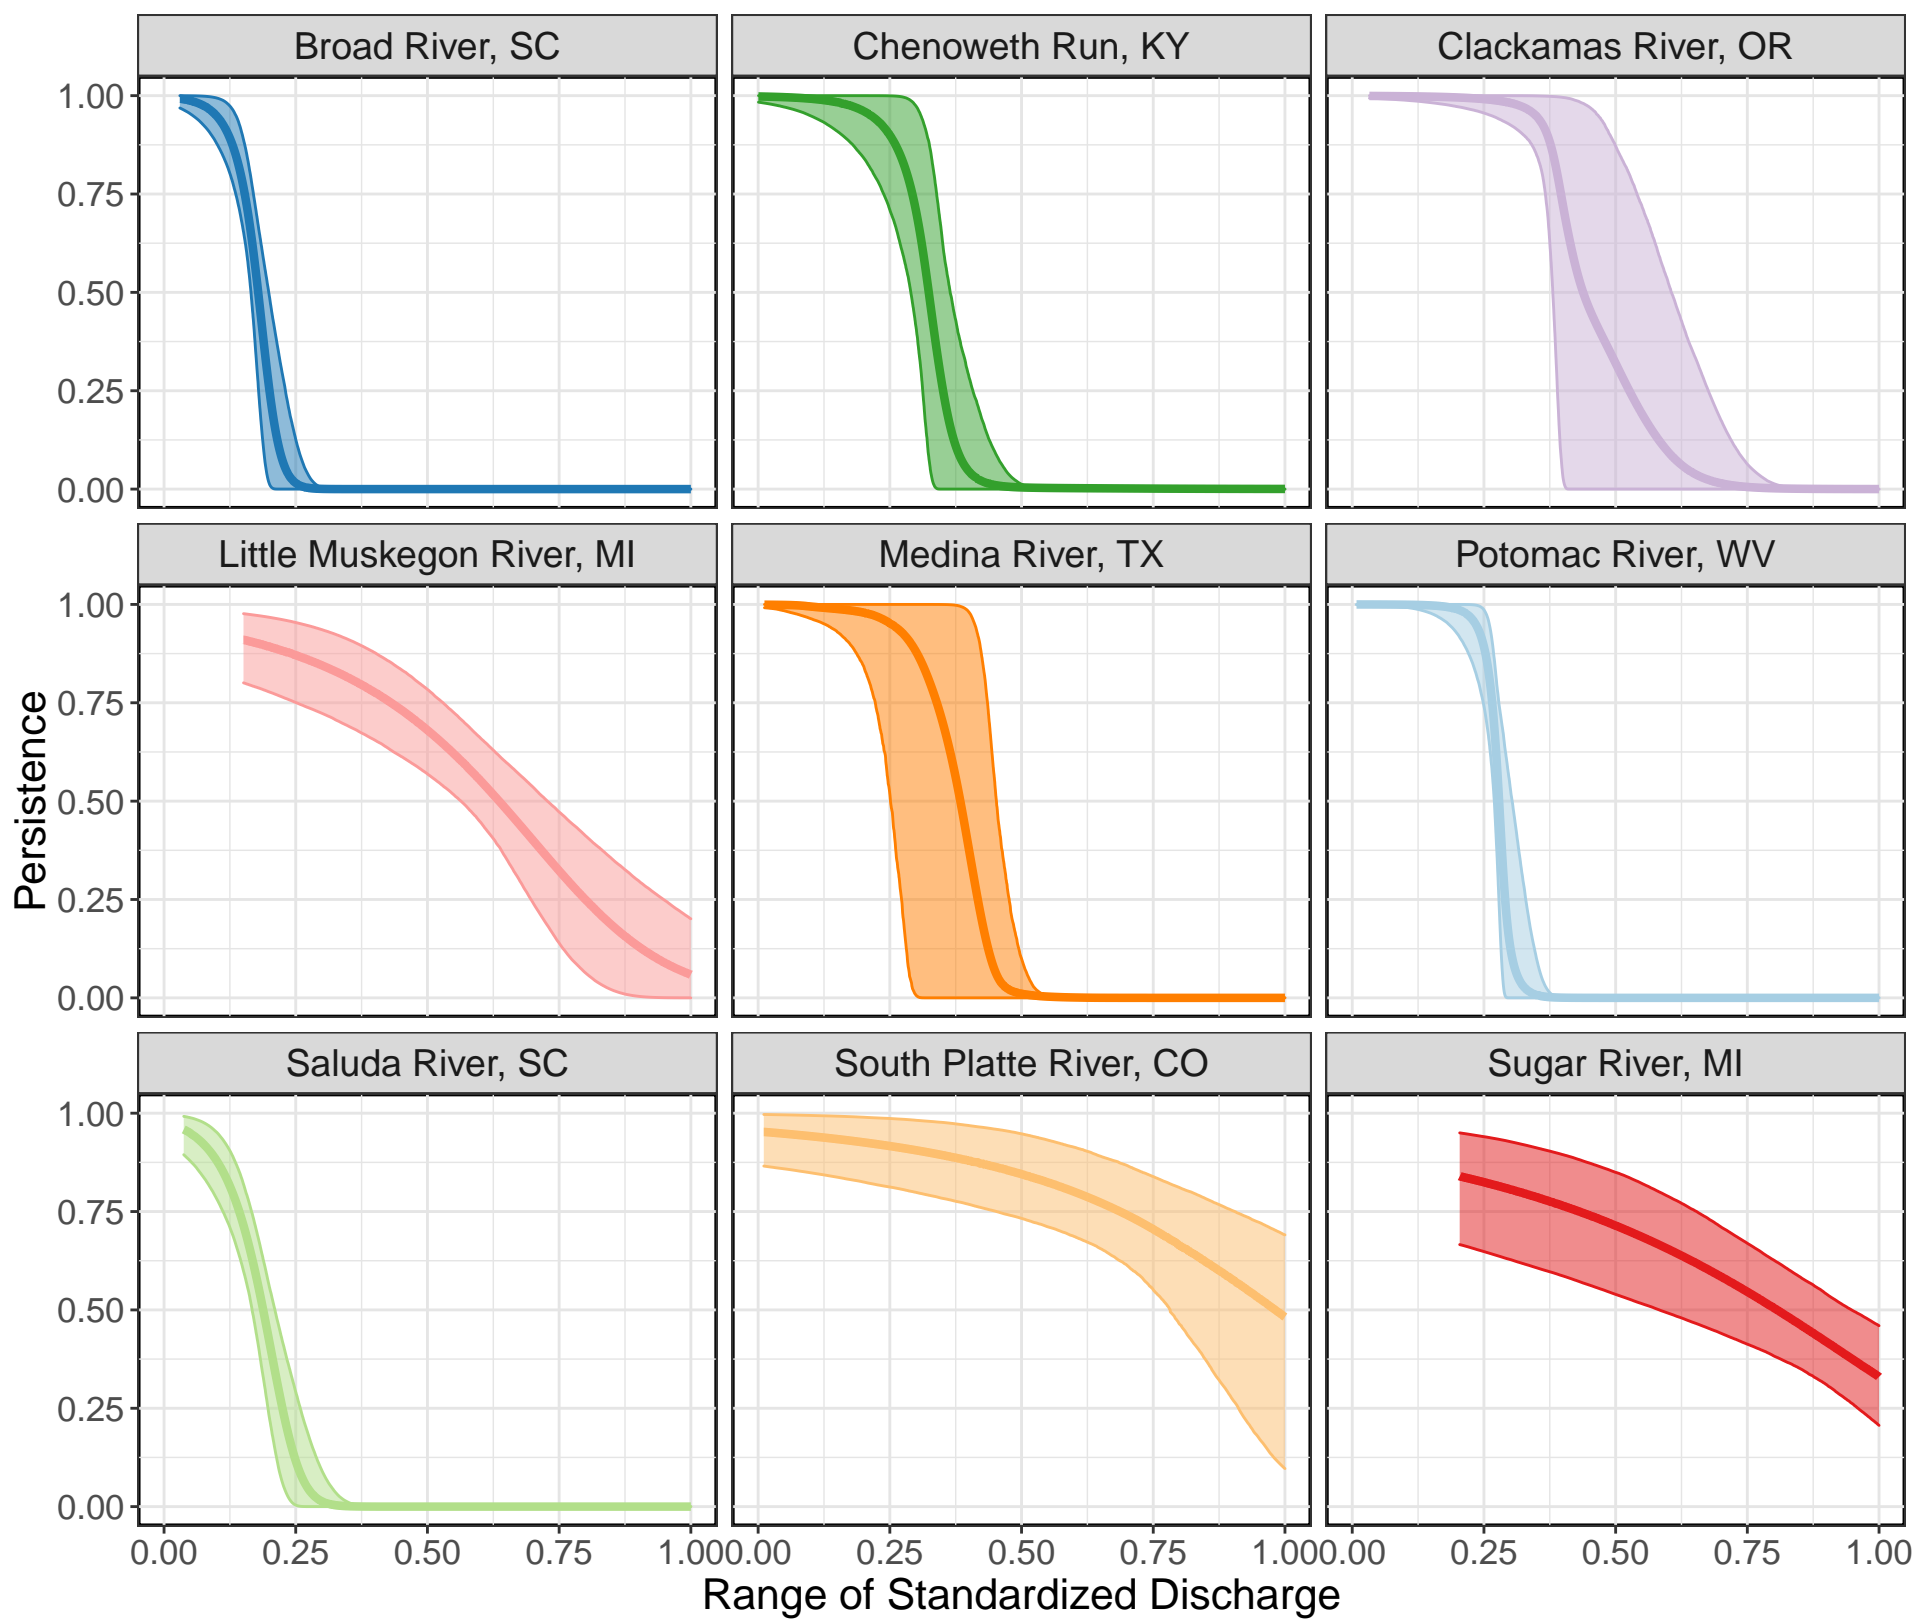 Broad River, SC
Chenoweth Run, KY
Clackamas River, OR
1.00
0.75
0.50
0.25
0.00
Little Muskegon River, MI
Medina River, TX
Potomac River, WV
1.00
0.75
0.50
0.25
0.00
Persistence
Saluda River, SC
South Platte River, CO
Sugar River, MI
1.00
0.75
0.50
0.25
0.00
0.00 0.25 0.50 0.75 1.00
0.00 0.25 0.50 0.75 1.00
0.00 0.25 0.50 0.75 1.00
Range of Standardized Discharge